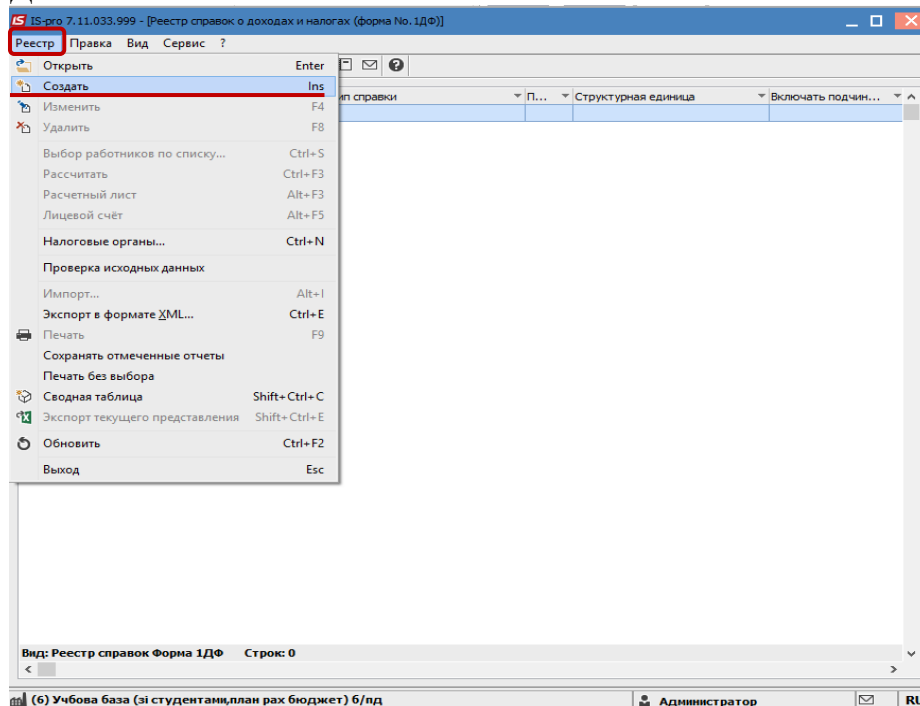 IS-pro 7.11.033.999 - [Реестр справок о доходах и налогах (форма No.1ДФ)]
Реестр Правка Вид Сервис ?
Открыть Enter
Создать Ins
ип справки П... Структурная единица Включать подчин...
Изменить F4
Удалить F8
Выбор работников по списку... Ctrl+S
Рассчитать Ctrl+F3
Расчетный лист Alt+F3
Лицевой счёт Alt+F5
Налоговые органы... Ctrl+N
Проверка исходных данных
Импорт... Alt+I
Экспорт в формате XML... Ctrl+E
Печать F9
Сохранять отмеченные отчеты
Печать без выбора
Сводная таблица Shift+Ctrl+C
Экспорт текущего представления Shift+Ctrl+E
Обновить Ctrl+F2
Выход Esc
Вид: Реестр справок Форма 1ДФ Строк: 0
(6) Учбова база (зі студентами,план рах бюджет) б/пд Администратор RU